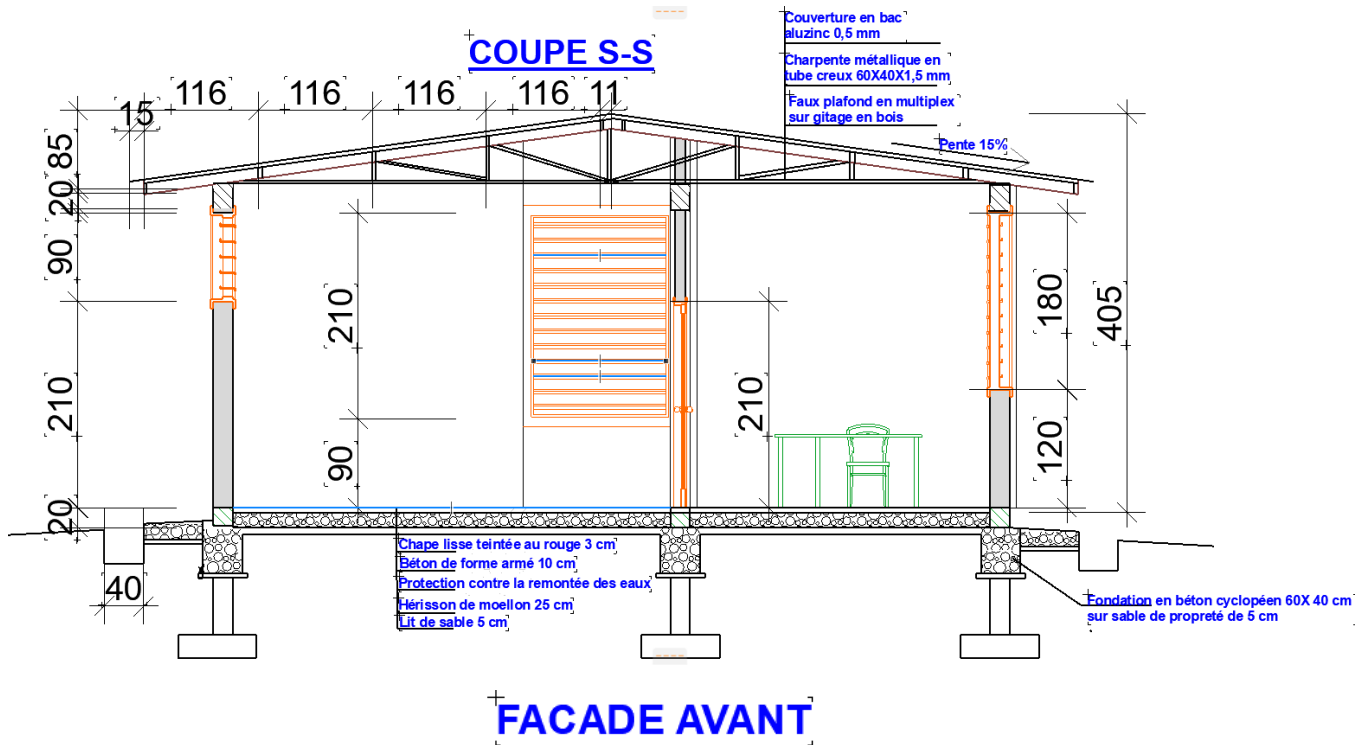 COUPE S-S
Couverture en bac
aluzinc 0,5 mm
Charpente métallique en
tube creux 60X40X1,5 mm
Faux plafond en multiplex
sur gitage en bois
Pente 15%
116
116
116
116
11
15
85
20
90
210
20
40
210
90
210
180
120
405
Chape lisse teintée au rouge 3 cm
Béton de forme armé 10 cm
Protection contre la remontée des eaux
Hérisson de moellon 25 cm
Lit de sable 5 cm
Fondation en béton cyclopéen 60X 40 cm
sur sable de propreté de 5 cm
FACADE AVANT